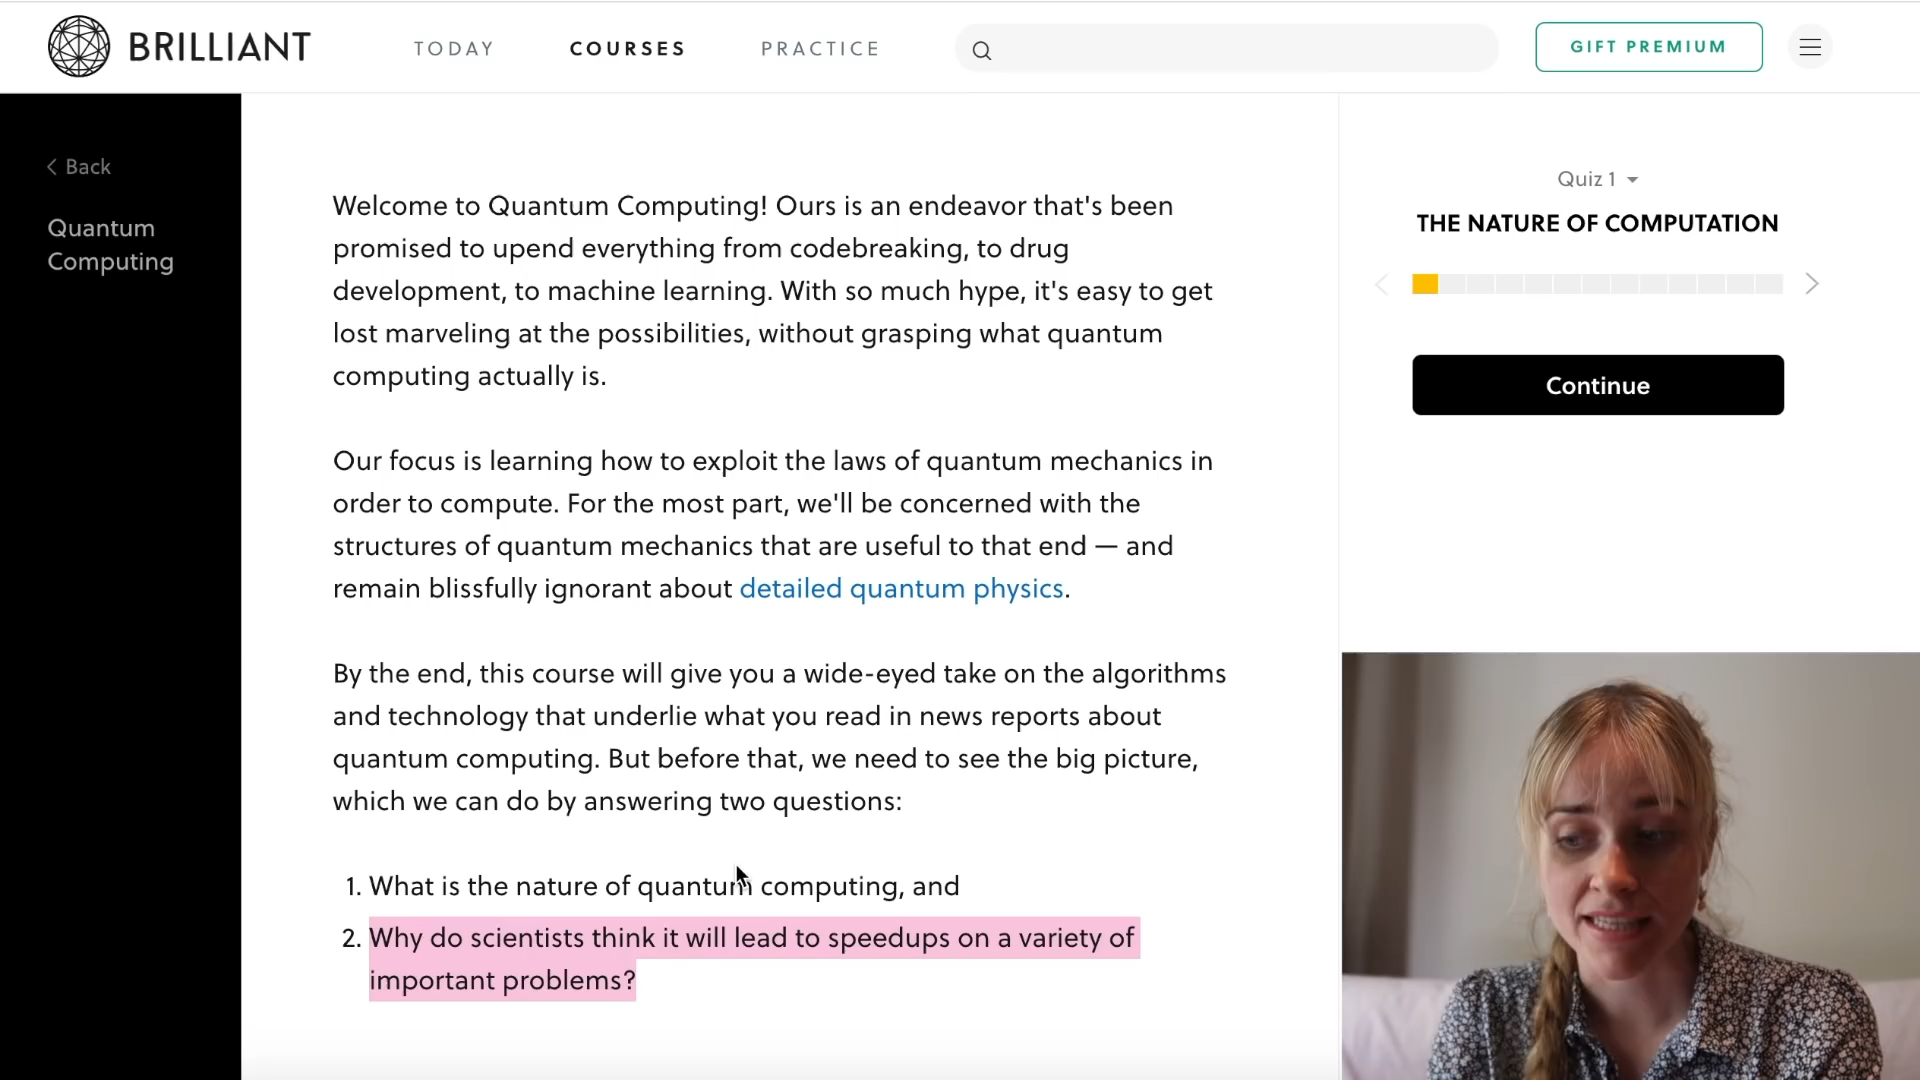 BRILLIANT
TODAY
COURSES
PRACTICE
GIFT PREMIUM
Back
Quantum
Computing
Welcome to Quantum Computing! Ours is an endeavor that's been
promised to upend everything from codebreaking, to drug
development, to machine learning. With so much hype, it's easy to get
lost marveling at the possibilities, without grasping what quantum
computing actually is.
Our focus is learning how to exploit the laws of quantum mechanics in
order to compute. For the most part, we'll be concerned with the
structures of quantum mechanics that are useful to that end — and
remain blissfully ignorant about detailed quantum physics.
By the end, this course will give you a wide-eyed take on the algorithms
and technology that underlie what you read in news reports about
quantum computing. But before that, we need to see the big picture,
which we can do by answering two questions:
1. What is the nature of quantum computing, and
2. Why do scientists think it will lead to speedups on a variety of
important problems?
Quiz 1
THE NATURE OF COMPUTATION
Continue